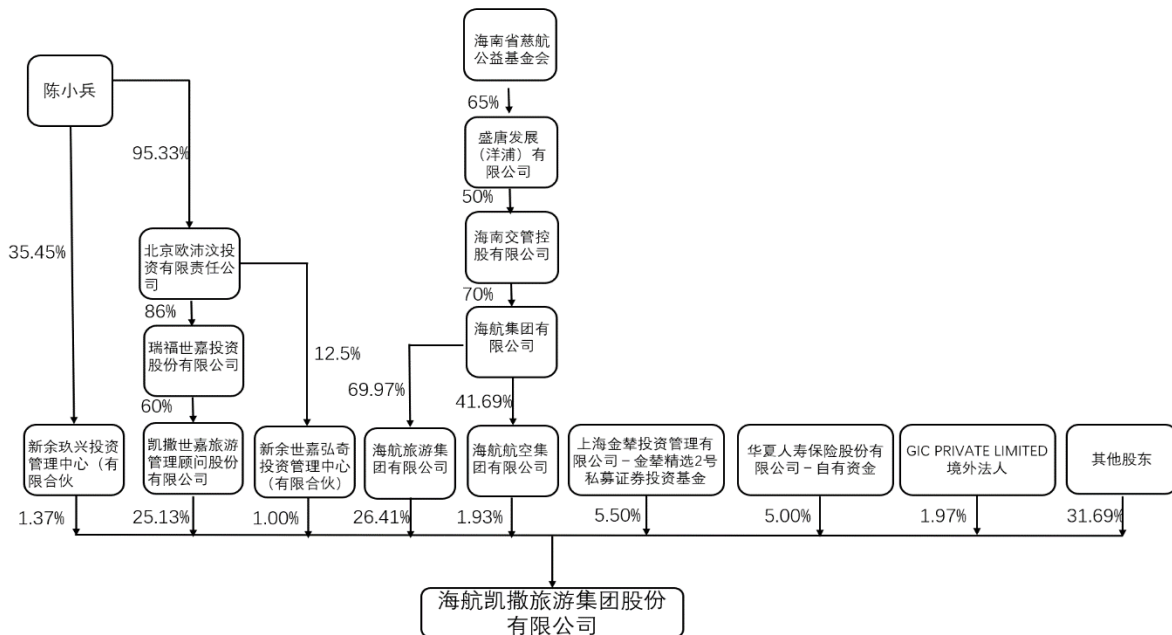 海南省慈航
公益基金会
陈小兵
65%
盛唐发展
（洋浦）有
限公司
95.33%
50%
海南交管控
股有限公司
35.45%
北京欧沛汶投
资有限责任公
司
70%
86%
海航集团有
限公司
瑞福世嘉投资
股份有限公司
12.5%
69.97%
41.69%
60%
新余玖兴投资
管理中心（有
限合伙
凯撒世嘉旅游
管理顾问股份
有限公司
新余世嘉弘奇
投资管理中心
（有限合伙）
海航旅游集
团有限公司
海航航空集
团有限公司
上海金辇投资管理有
限公司－金辇精选2号
私募证券投资基金
华夏人寿保险股份有
限公司－自有资金
GIC PRIVATE LIMITED
境外法人
其他股东
1.37%
25.13%
1.00%
26.41%
1.93%
5.50%
5.00%
1.97%
31.69%
海航凯撒旅游集团股份
有限公司